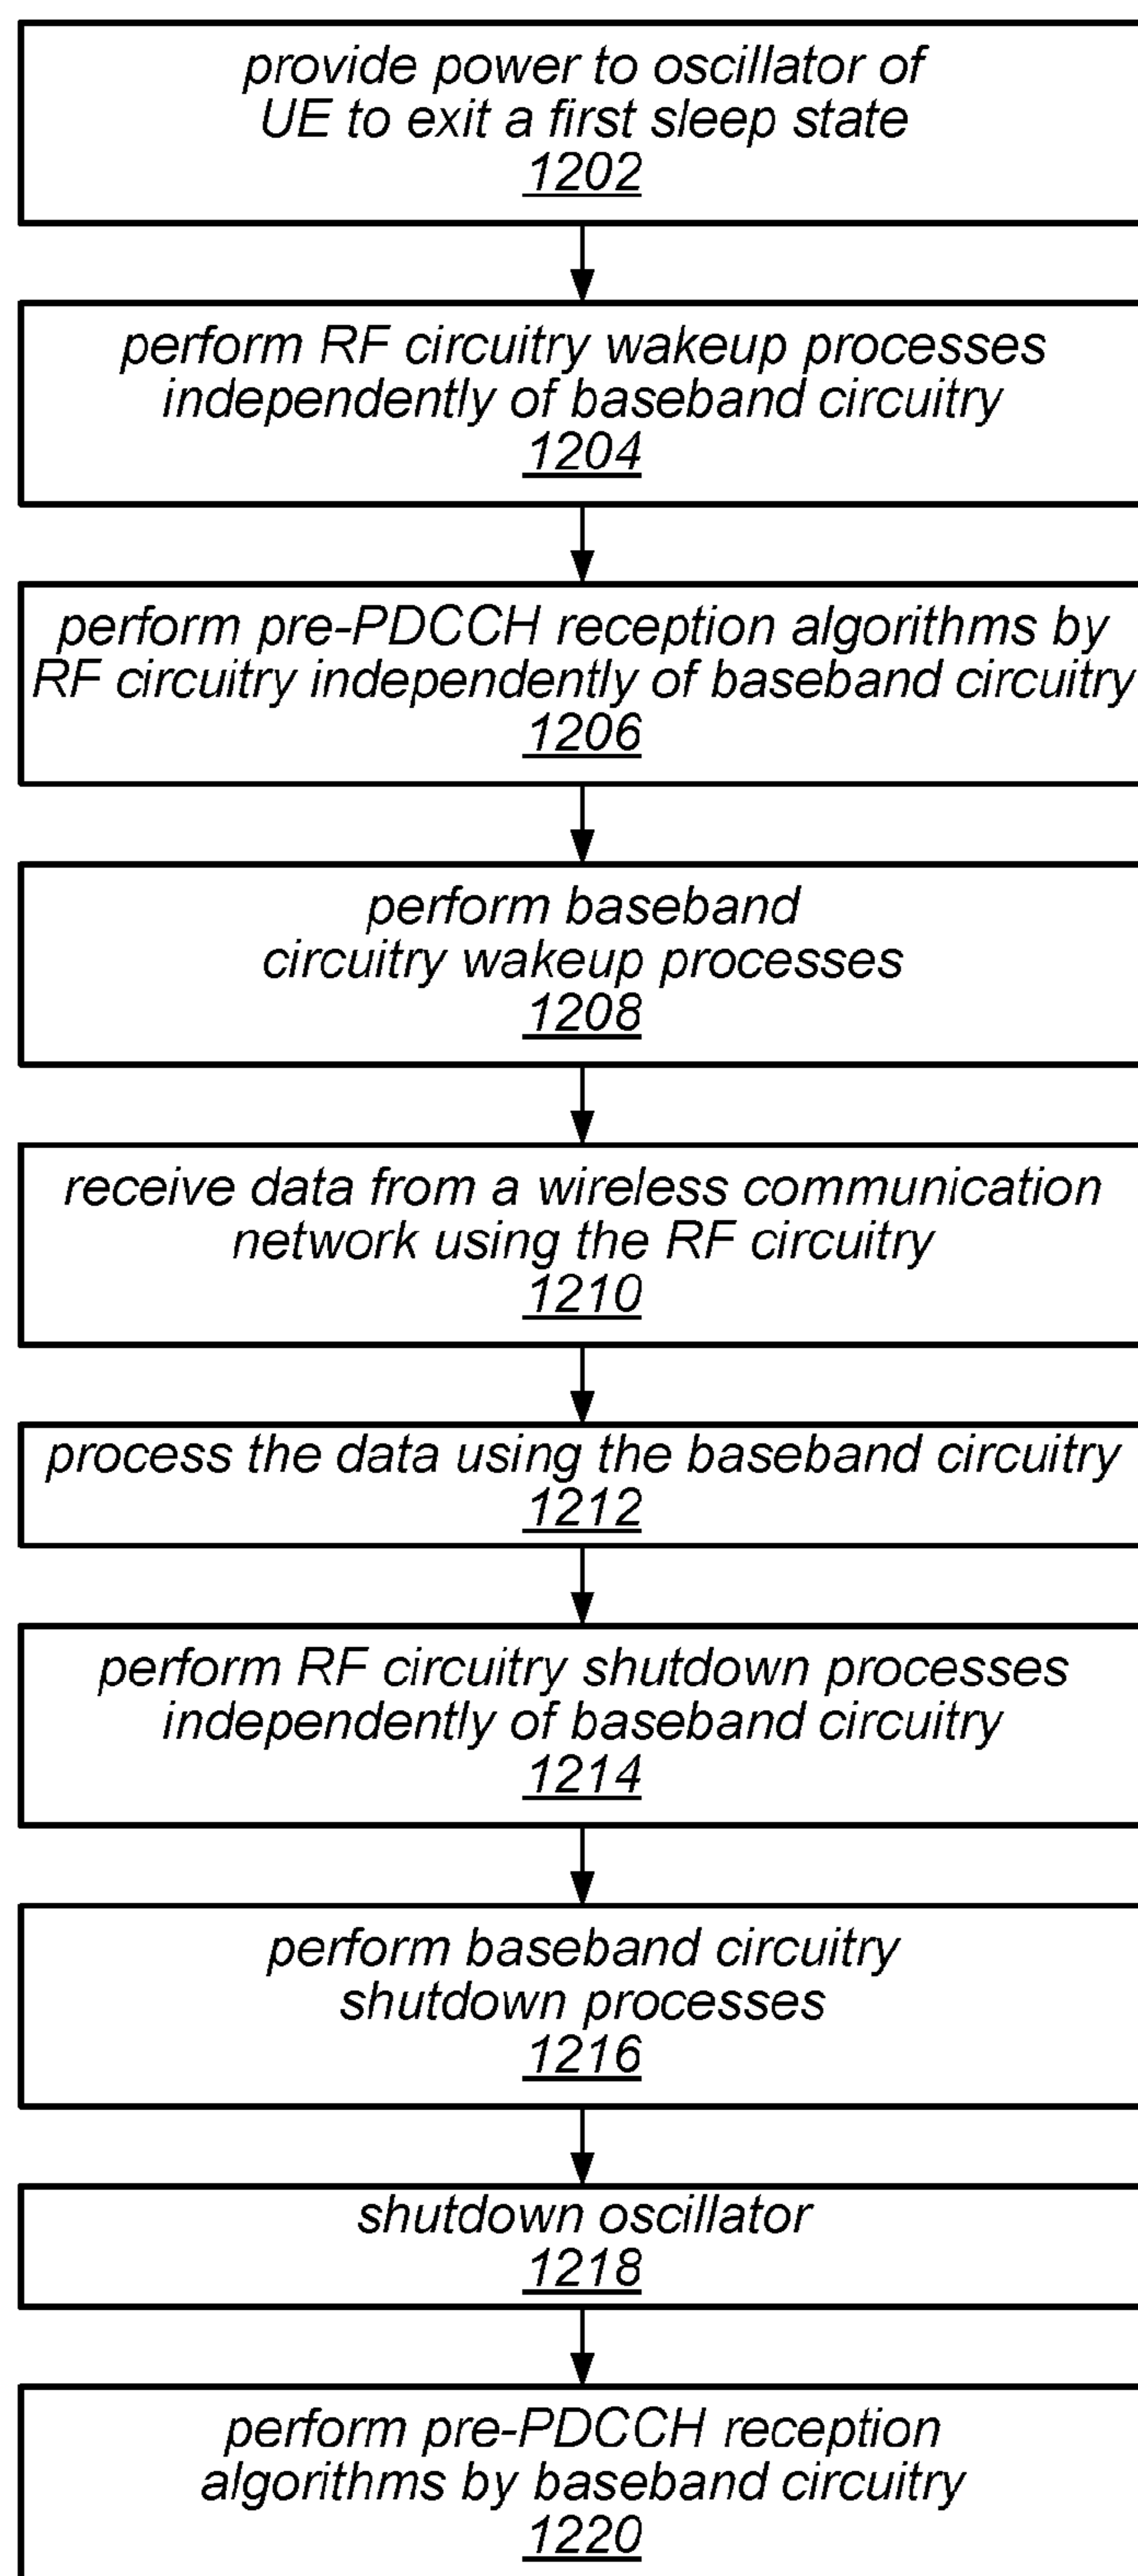 provide power to oscillator of
UE to exit a first sleep state
1202
perform RF circuitry wakeup processes
independently of baseband circuitry
1204
perform pre-PDCCH reception algorithms by
RF circuitry independently of baseband circuitry
1206
perform baseband
circuitry wakeup processes
1208
receive data from a wireless communication
network using the RF circuitry
1210
process the data using the baseband circuitry
1212
perform RF circuitry shutdown processes
independently of baseband circuitry
1214
perform baseband circuitry
shutdown processes
1216
shutdown oscillator
1218
perform pre-PDCCH reception
algorithms by baseband circuitry
1220